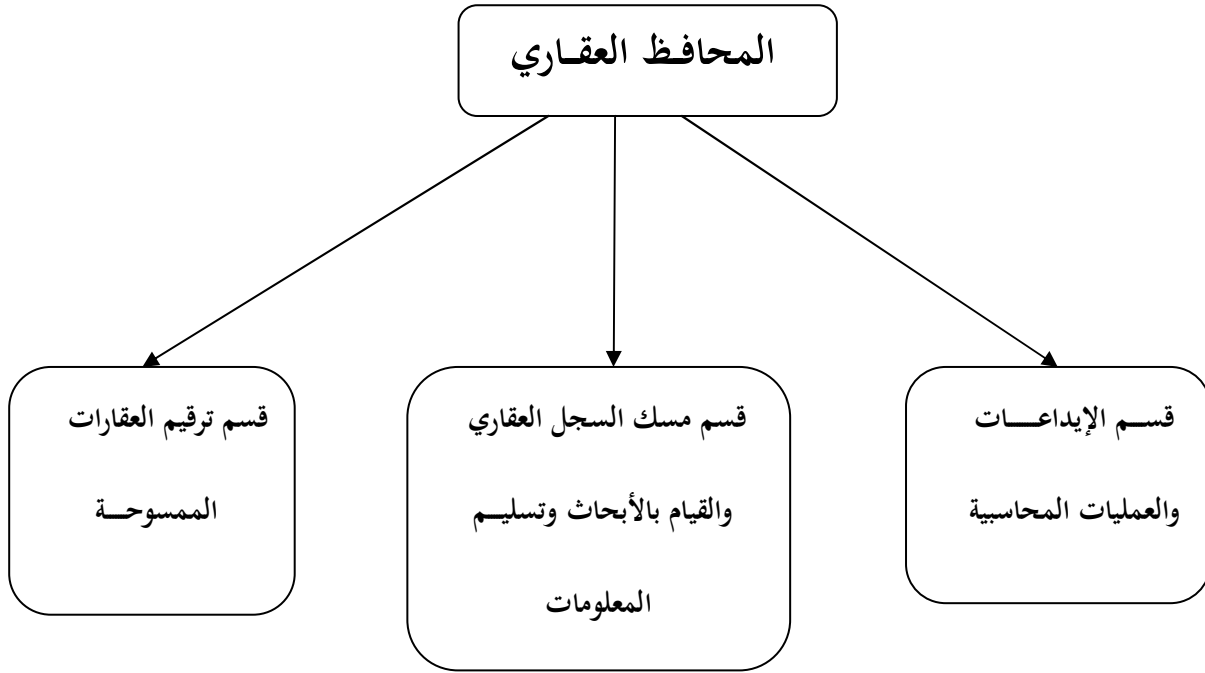 المحافظ العقاري
قسم الإيداعات
والعمليات المحاسبية
قسم مسك السجل العقاري
والقيام بالأبحاث وتسليم
المعلومات
قسم ترقيم العقارات
الممسوحة